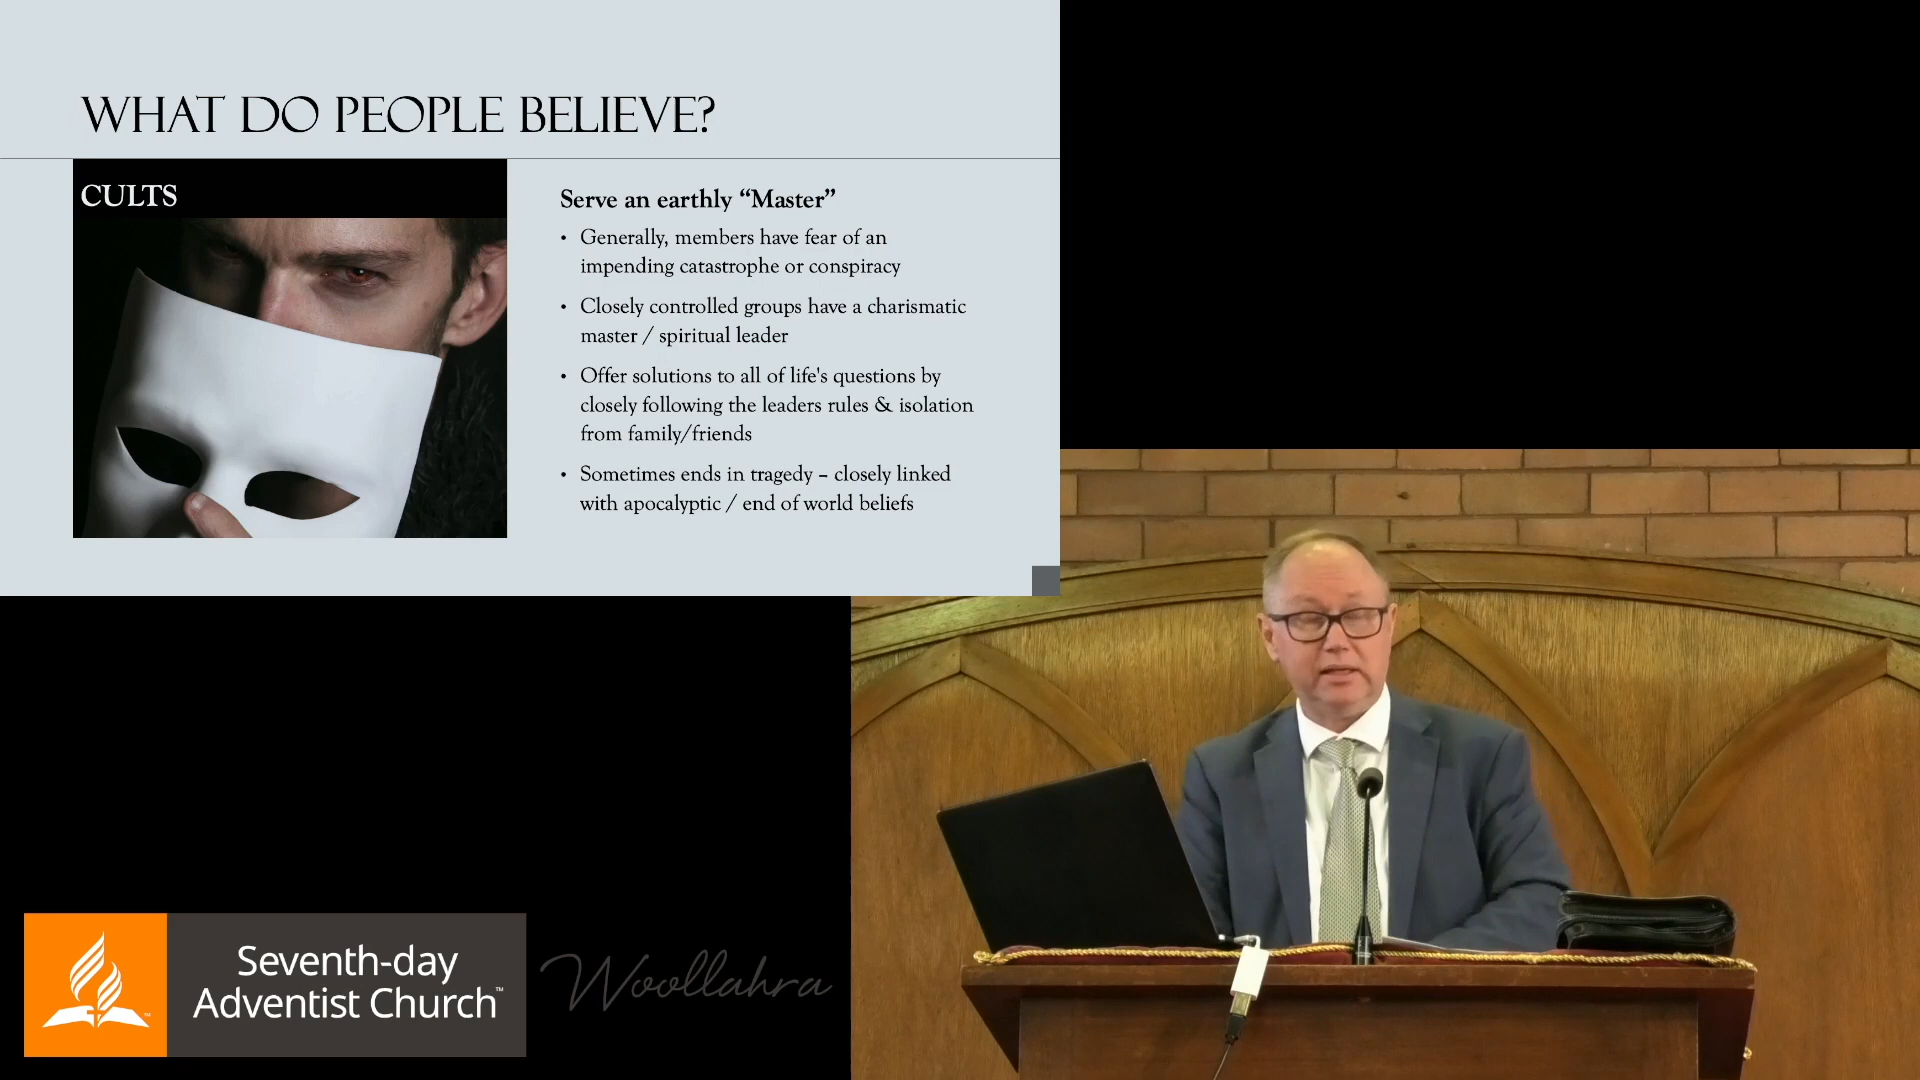 WHAT DO PEOPLE BELIEVE?
CULTS
Serve an earthly “Master”
• Generally, members have fear of an
impending catastrophe or conspiracy
• Closely controlled groups have a charismatic
master / spiritual leader
• Offer solutions to all of life's questions by
closely following the leaders rules & isolation
from family/friends
• Sometimes ends in tragedy – closely linked
with apocalyptic / end of world beliefs
Seventh-day
Adventist Church™
Woollahra